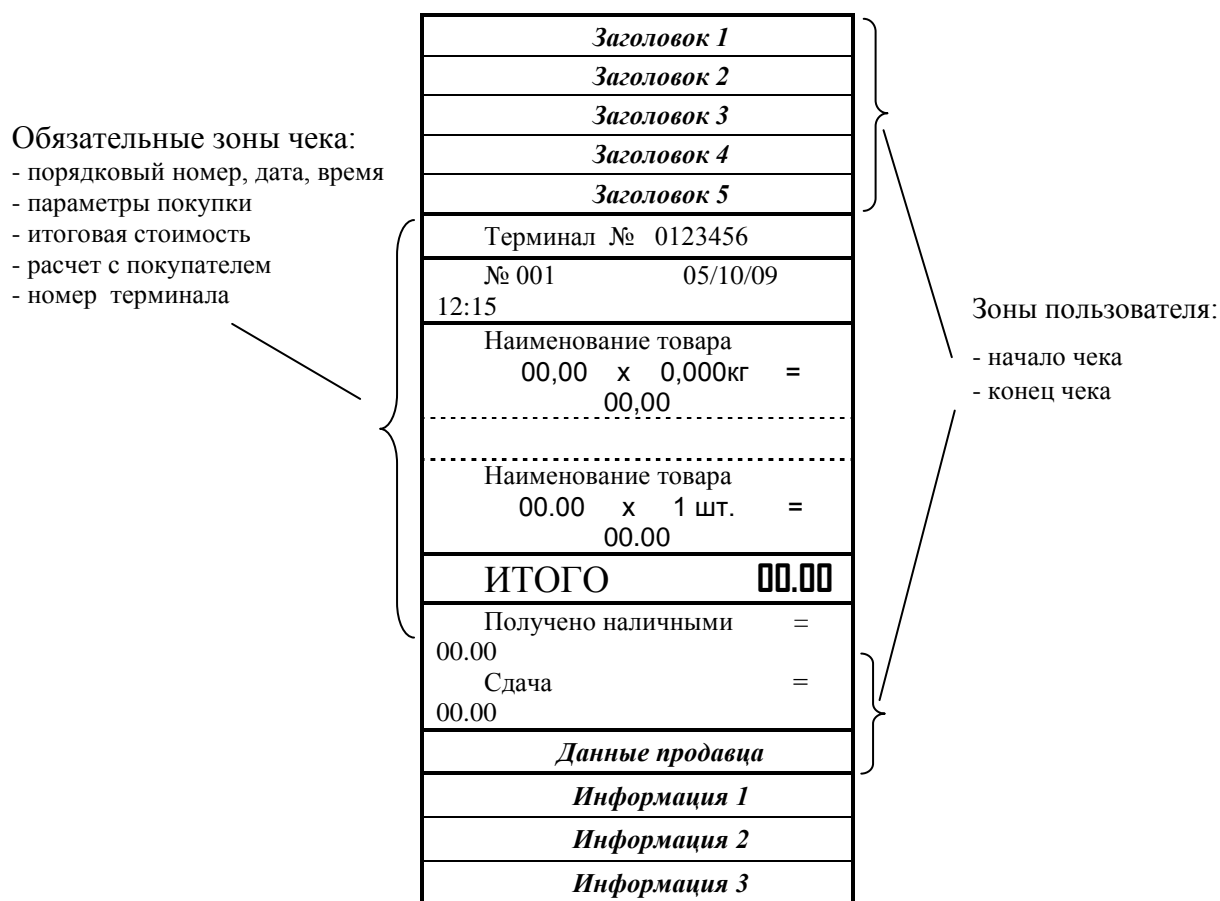 Заголовок 1
Заголовок 2
Заголовок 3
Заголовок 4
Заголовок 5
Обязательные зоны чека:
- порядковый номер, дата, время
- параметры покупки
- итоговая стоимость
- расчет с покупателем
- номер терминала
Терминал № 0123456
№ 001 05/10/09
12:15
Наименование товара
00,00 х 0,000кг =
00,00
Наименование товара
00.00 х 1 шт. =
00.00
ИТОГО 00.00
Получено наличными =
00.00
Сдача =
00.00
Данные продавца
Информация 1
Информация 2
Информация 3
Зоны пользователя:
- начало чека
- конец чека